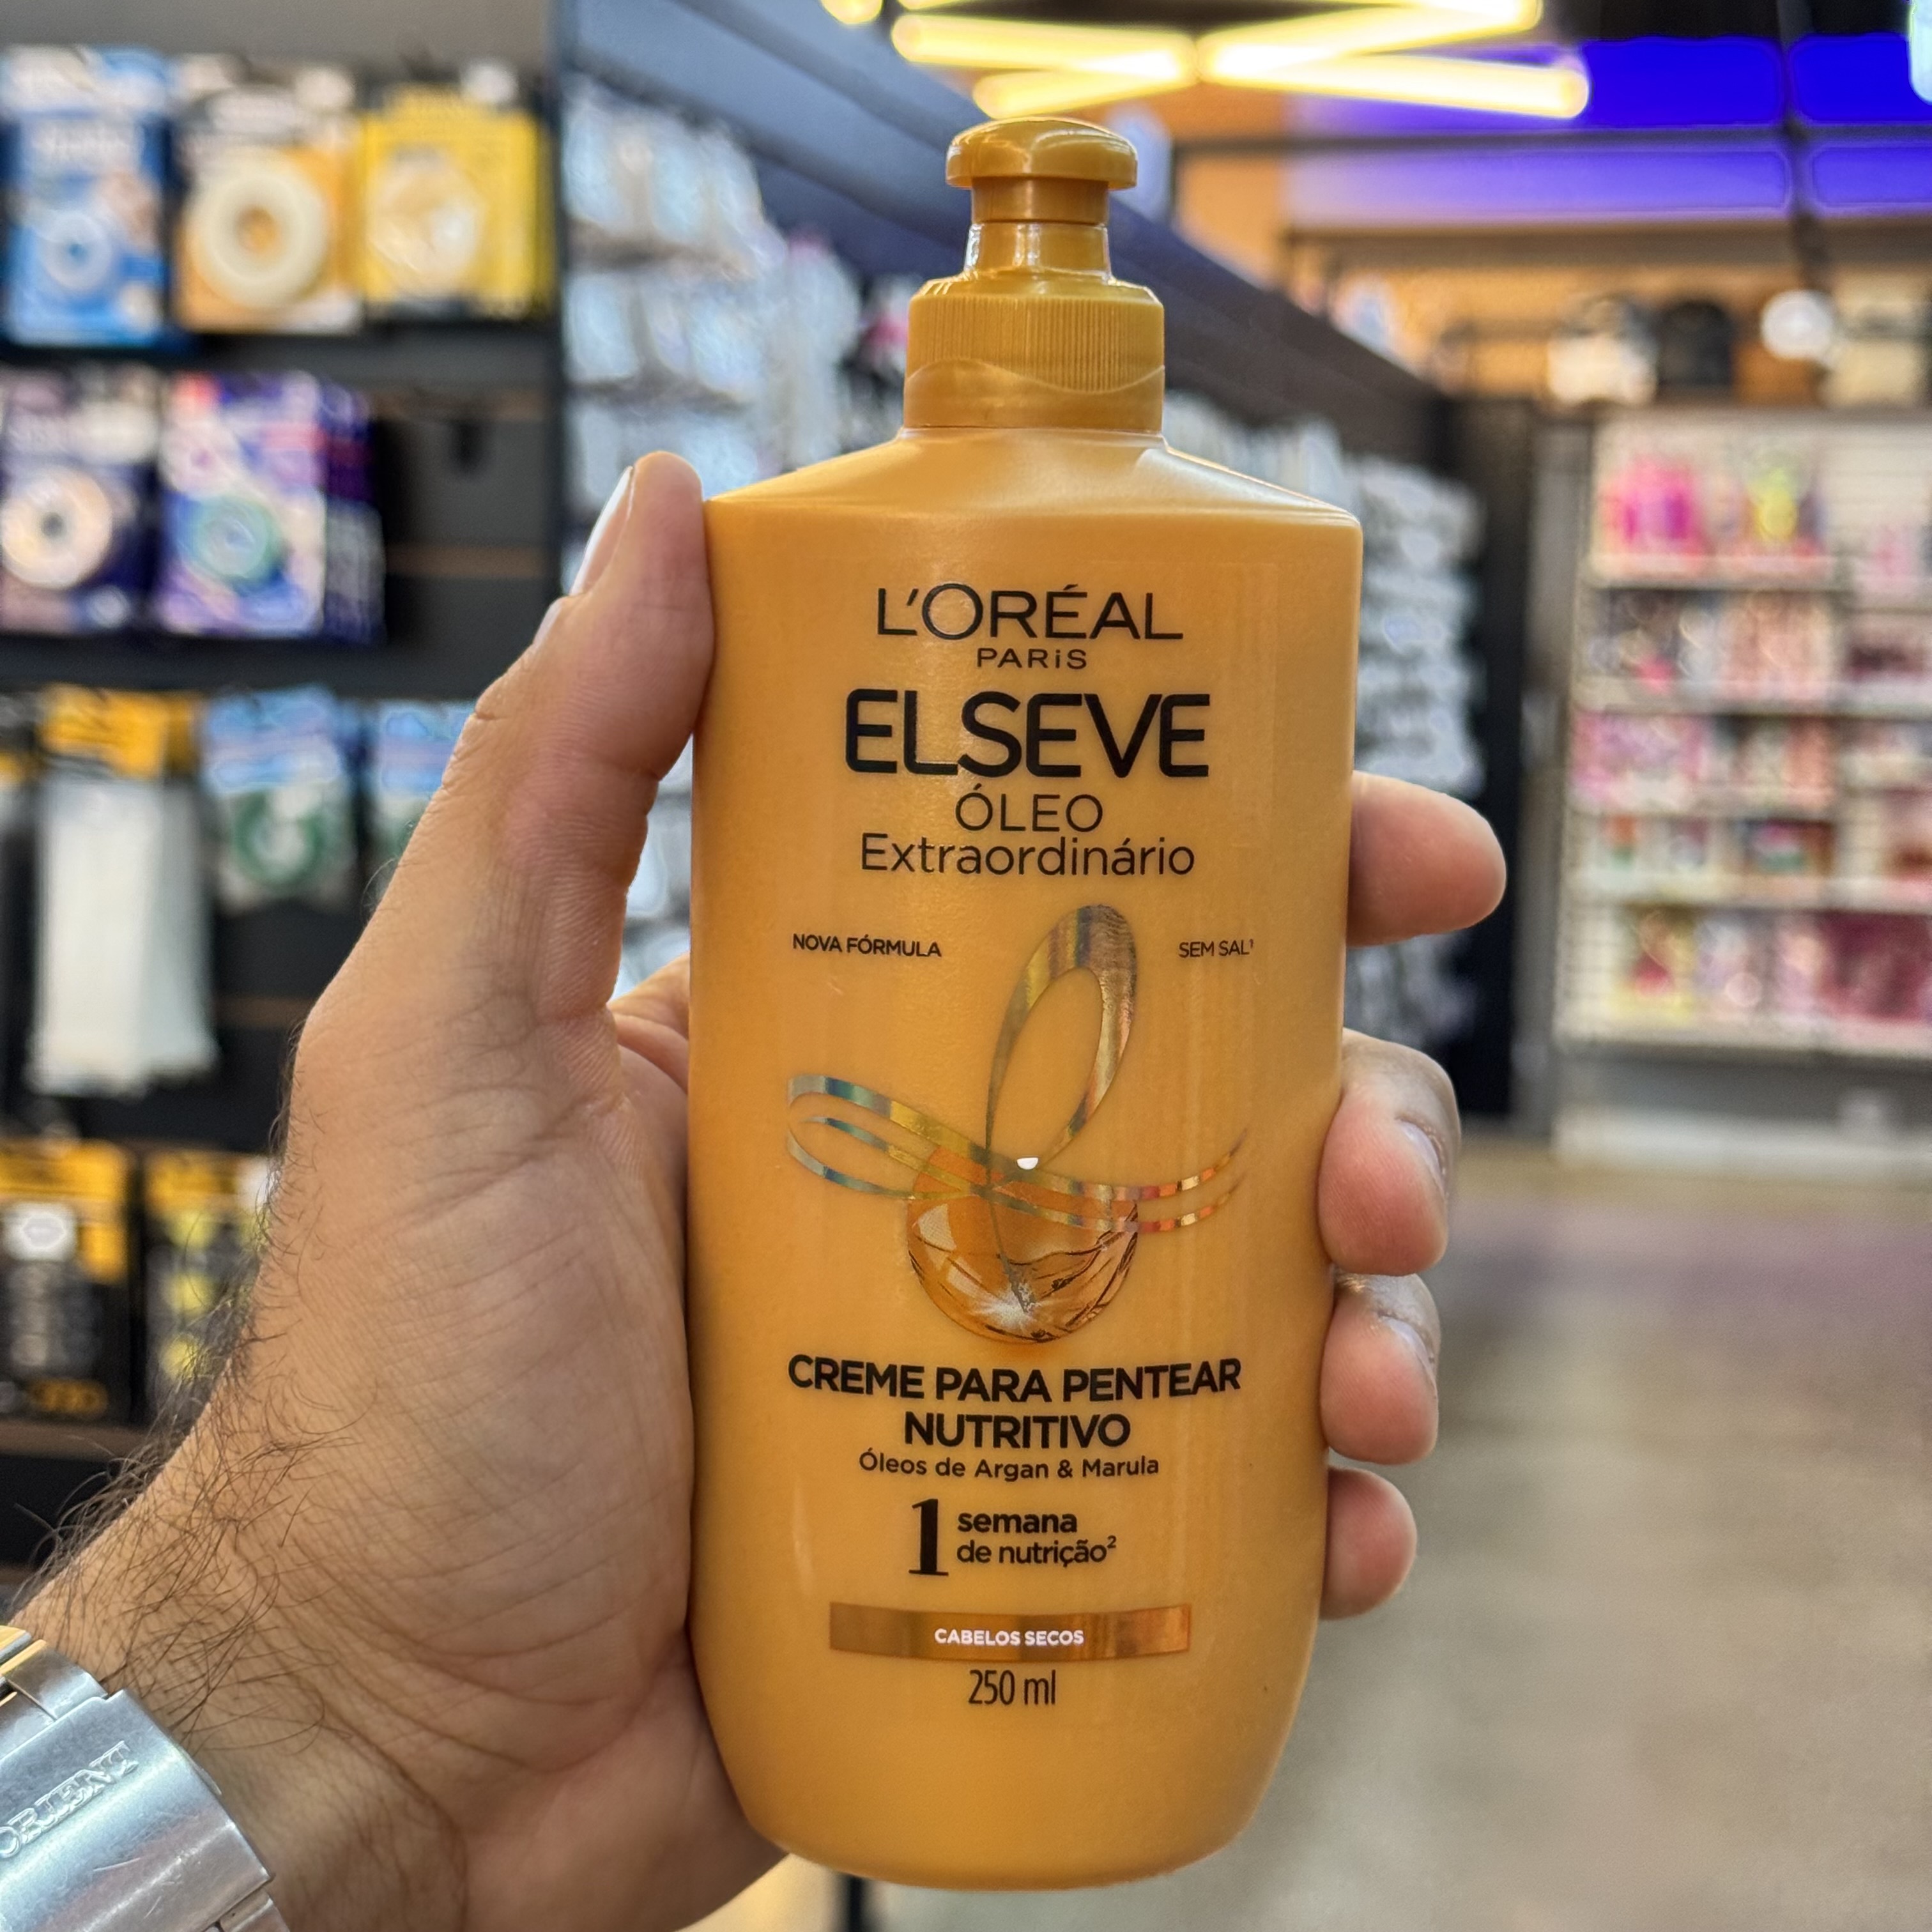 L'ORÉAL
PARiS
ELSEVE
ÓLEO
Extraordinário
NOVA FÓRMULA
SEM SAL¹
CREME PARA PENTEAR
NUTRITIVO
Óleos de Argan & Marula
1 semana
de nutrição²
CABELOS SECOS
250 ml
ORIENT